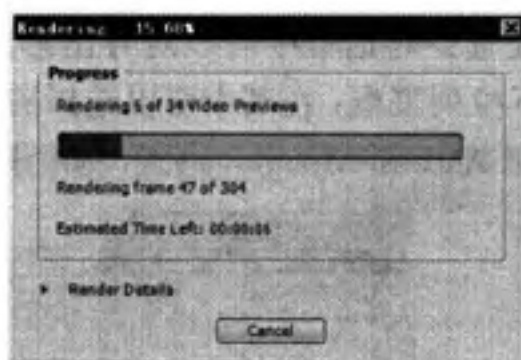 Rendering 15.60%
Progress
Rendering 5 of 34 Video Previews
Rendering frame 47 of 304
Estimated Time Left: 00:00:06
Render Details
Cancel